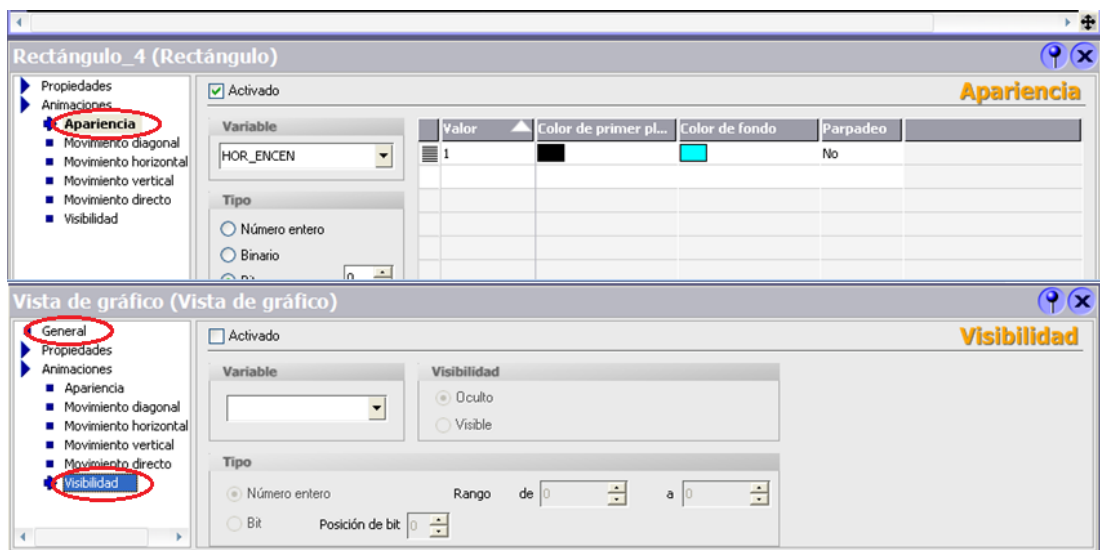 Rectángulo_4 (Rectángulo)
Propiedades
Animaciones
Apariencia
Movimiento diagonal
Movimiento horizontal
Movimiento vertical
Movimiento directo
Visibilidad
Activado
Apariencia
Variable
HOR_ENCEN
Tipo
Número entero
Binario
Bit 0
Valor Color de primer pl... Color de fondo Parpadeo
1 No
Vista de gráfico (Vista de gráfico)
General
Propiedades
Animaciones
Apariencia
Movimiento diagonal
Movimiento horizontal
Movimiento vertical
Movimiento directo
Visibilidad
Activado
Visibilidad
Variable
Visibilidad
Oculto
Visible
Tipo
Número entero Rango de 0 a 0
Bit Posición de bit 0